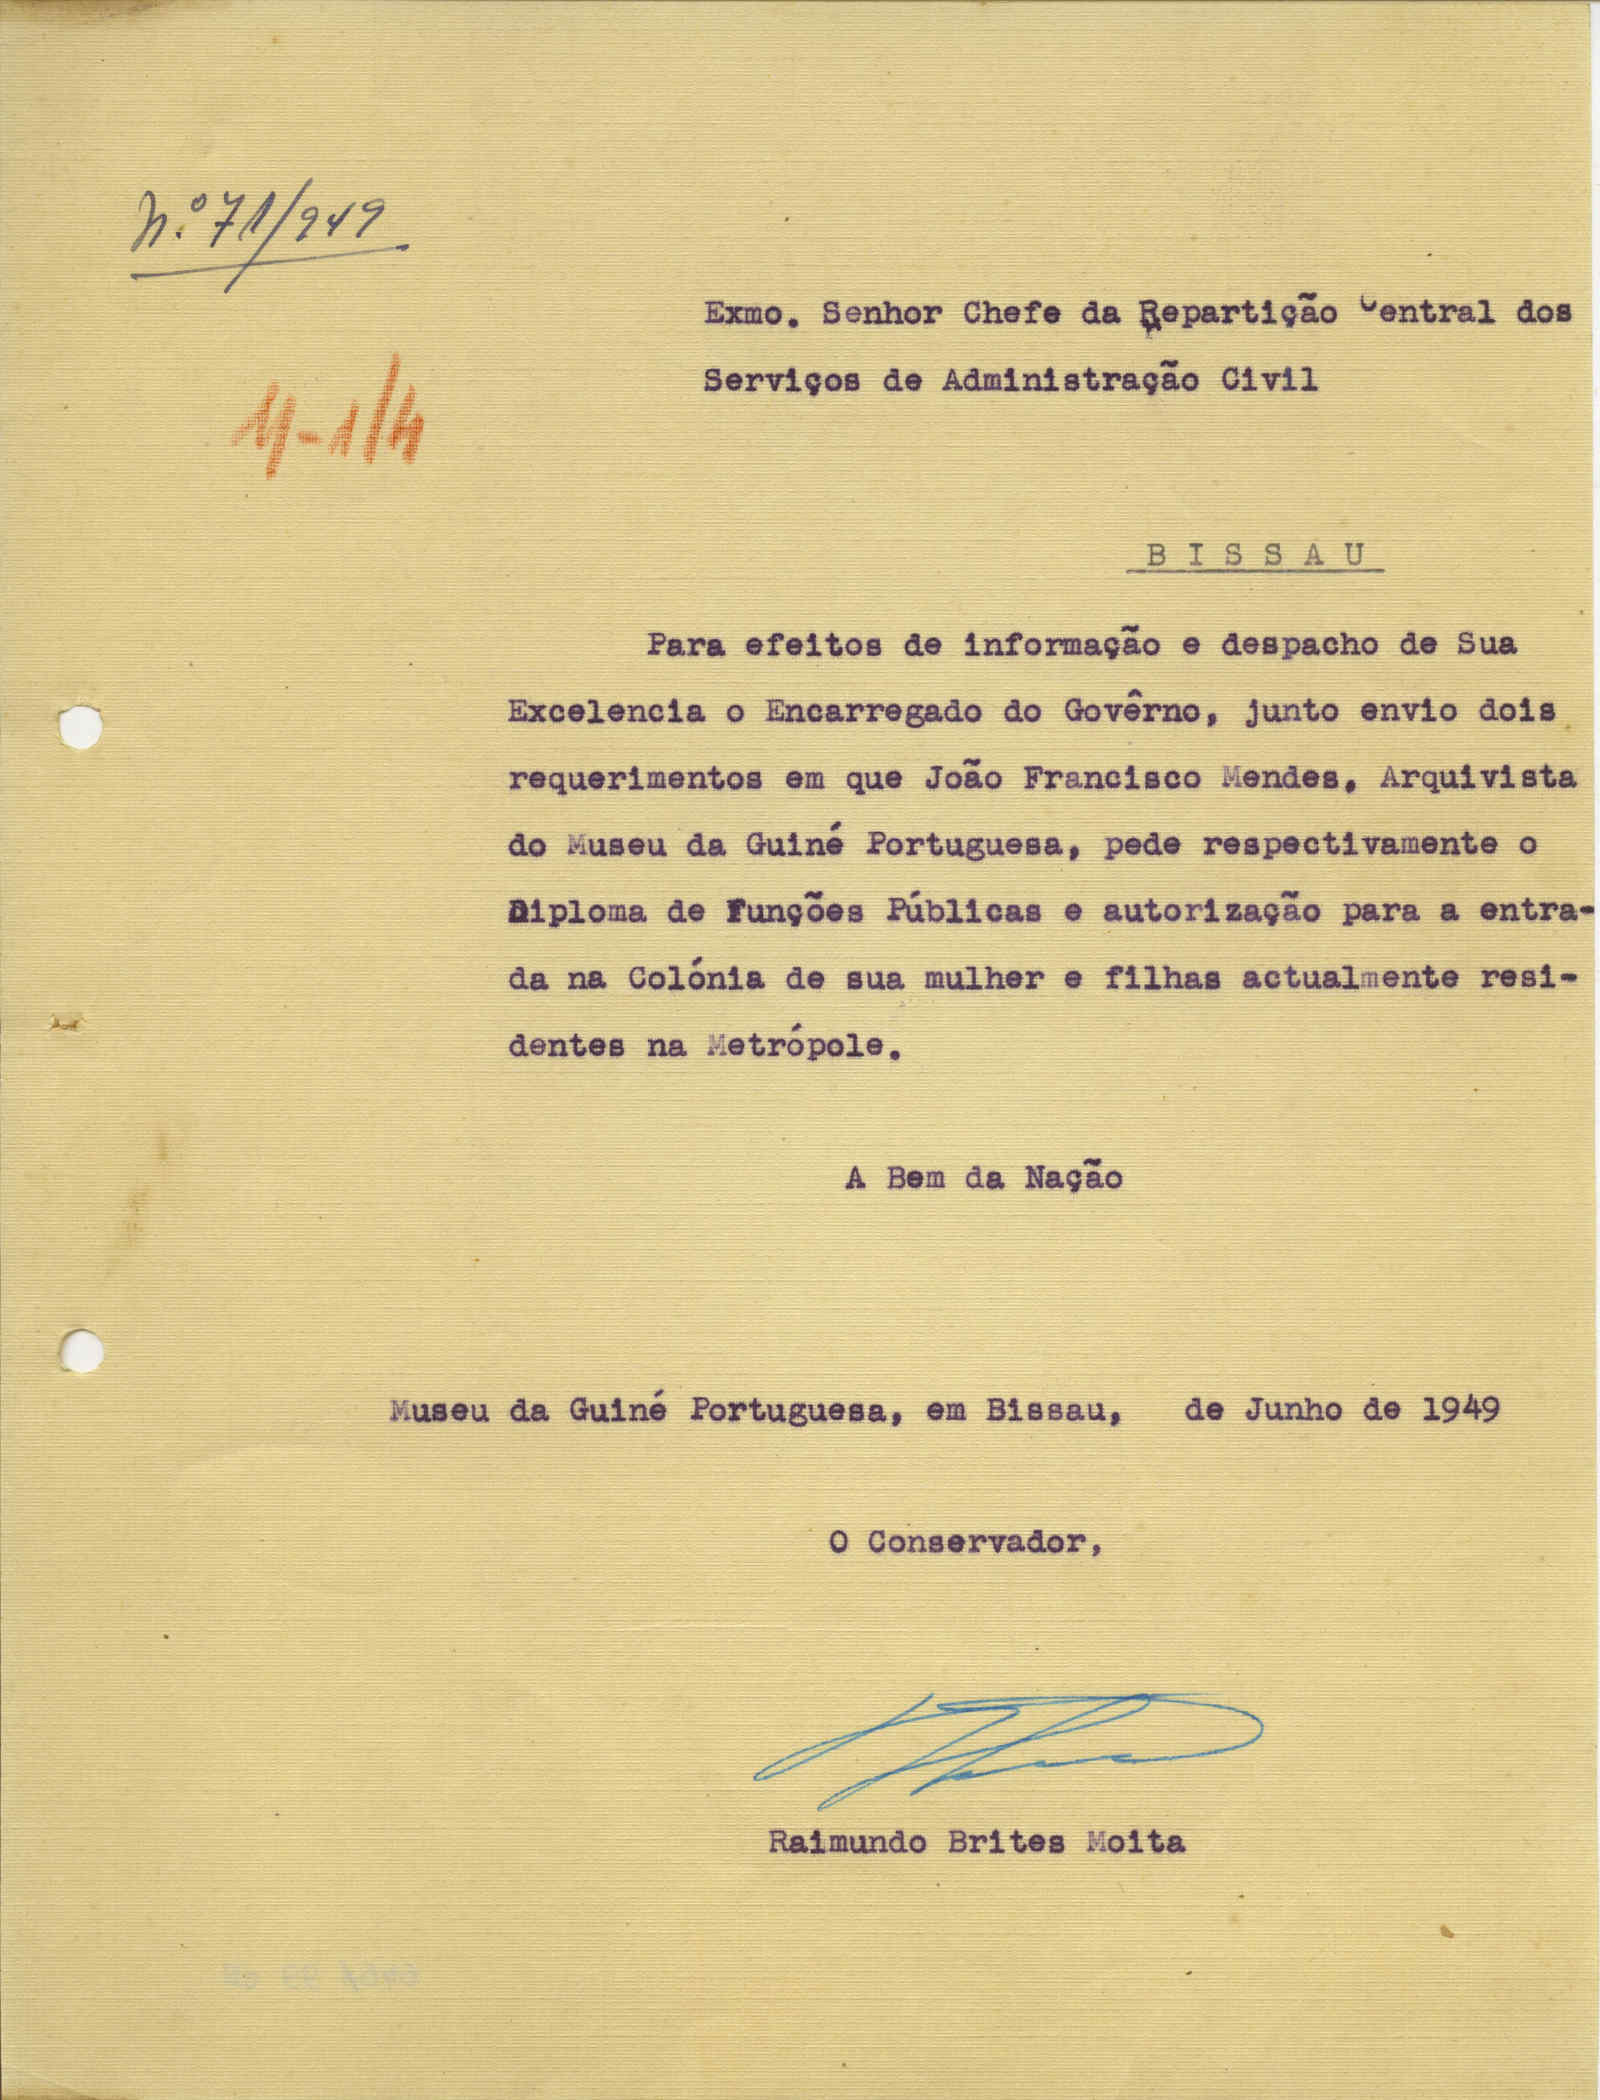 N.º 71/949
Exmo. Senhor Chefe da Repartição Central dos
Serviços de Administração Civil
B I S S A U
Para efeitos de informação e despacho de Sua
Excelencia o Encarregado do Govêrno, junto envio dois
requerimentos em que João Francisco Mendes, Arquivista
do Museu da Guiné Portuguesa, pede respectivamente o
Diploma de Funções Públicas e autorização para a entra-
da na Colónia de sua mulher e filhas actualmente resi-
dentes na Metrópole.
A Bem da Nação
Museu da Guiné Portuguesa, em Bissau, de Junho de 1949
O Conservador,
Raimundo Brites Moita